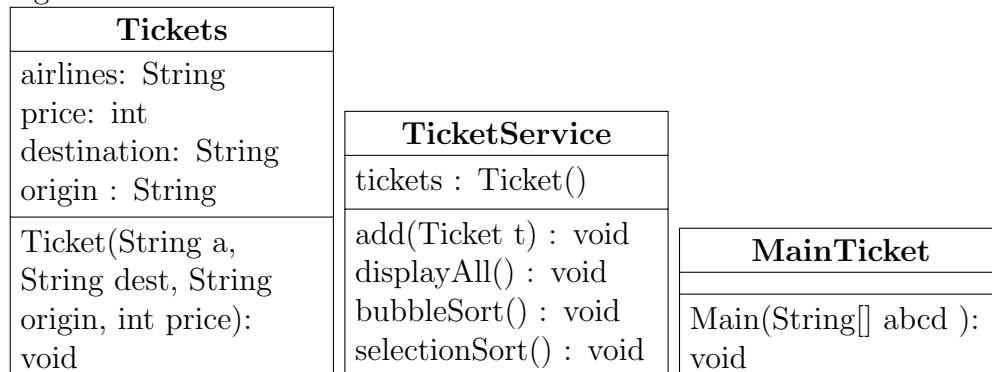 Tickets
airlines: String
price: int
destination: String
origin : String
Ticket(String a,
String dest, String
origin, int price):
void
TicketService
tickets : Ticket()
add(Ticket t) : void
displayAll() : void
bubbleSort() : void
selectionSort() : void
MainTicket
Main(String[] abcd ):
void